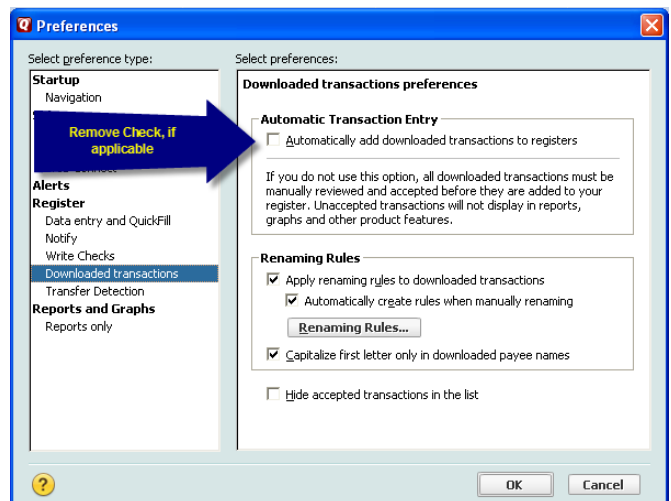 Preferences
Select preference type:
Startup
Navigation
Remove Check, if
applicable
Alerts
Register
Data entry and QuickFill
Notify
Write Checks
Downloaded transactions
Transfer Detection
Reports and Graphs
Reports only
Select preferences:
Downloaded transactions preferences
Automatic Transaction Entry
Automatically add downloaded transactions to registers
If you do not use this option, all downloaded transactions must be
manually reviewed and accepted before they are added to your
register. Unaccepted transactions will not display in reports,
graphs and other product features.
Renaming Rules
Apply renaming rules to downloaded transactions
Automatically create rules when manually renaming
Renaming Rules...
Capitalize first letter only in downloaded payee names
Hide accepted transactions in the list
?
OK
Cancel